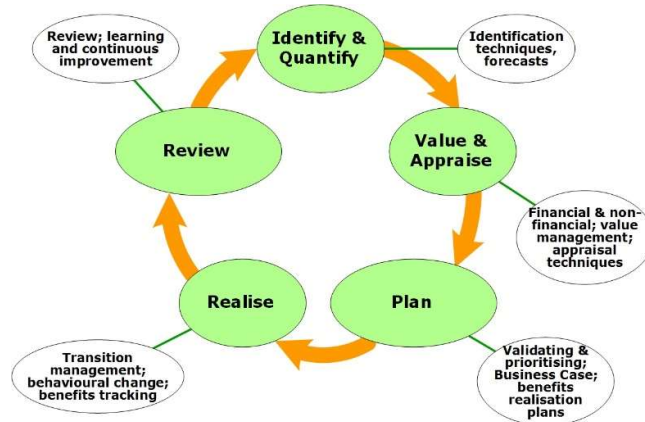 Identify &
Quantify
Identification
techniques,
forecasts
Value &
Appraise
Financial & non-
financial; value
management;
appraisal
techniques
Plan
Validating &
prioritising;
Business Case;
benefits
realisation
plans
Realise
Transition
management;
behavioural change;
benefits tracking
Review
Review; learning
and continuous
improvement